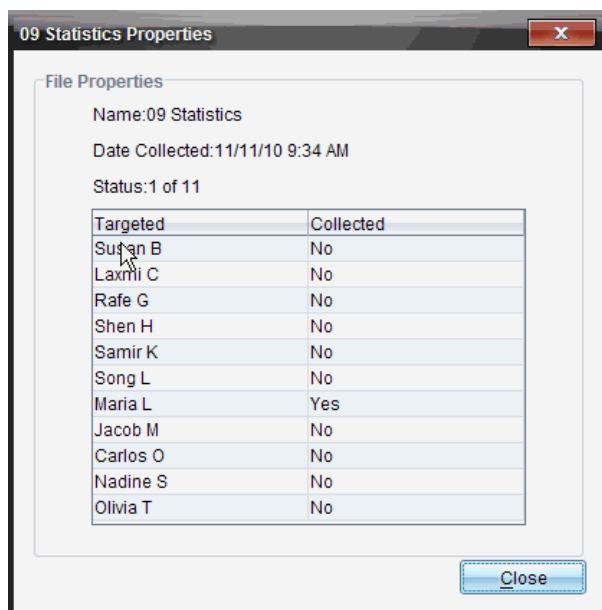 09 Statistics Properties
x
File Properties
Name:09 Statistics
Date Collected:11/11/10 9:34 AM
Status:1 of 11
Targeted Collected
Susan B No
Laxmi C No
Rafe G No
Shen H No
Samir K No
Song L No
Maria L Yes
Jacob M No
Carlos O No
Nadine S No
Olivia T No
Close